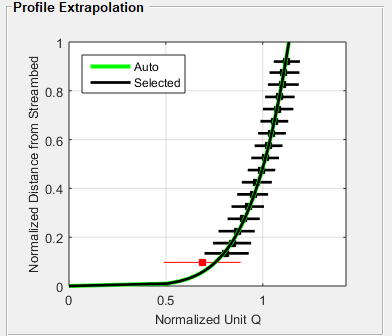 Profile Extrapolation
Auto
Selected
Normalized Distance from Streambed
1
0.8
0.6
0.4
0.2
0
0
0.5
1
Normalized Unit Q